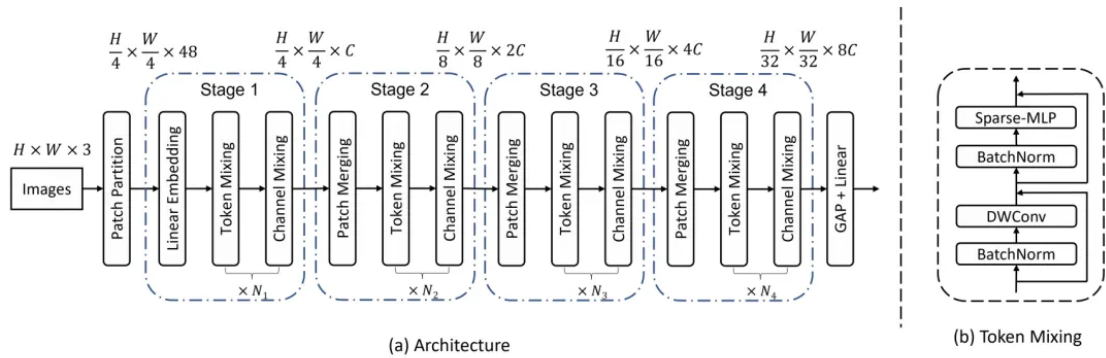 H/4 × W/4 × 48
H/4 × W/4 × C
H/8 × W/8 × 2C
H/16 × W/16 × 4C
H/32 × W/32 × 8C
Stage 1
Stage 2
Stage 3
Stage 4
H × W × 3
Images
Patch Partition
Linear Embedding
Token Mixing
Channel Mixing
Patch Merging
Token Mixing
Channel Mixing
Patch Merging
Token Mixing
Channel Mixing
Patch Merging
Token Mixing
Channel Mixing
GAP + Linear
× N₁
× N₂
× N₃
× N₄
(a) Architecture
Sparse-MLP
BatchNorm
DWConv
BatchNorm
(b) Token Mixing